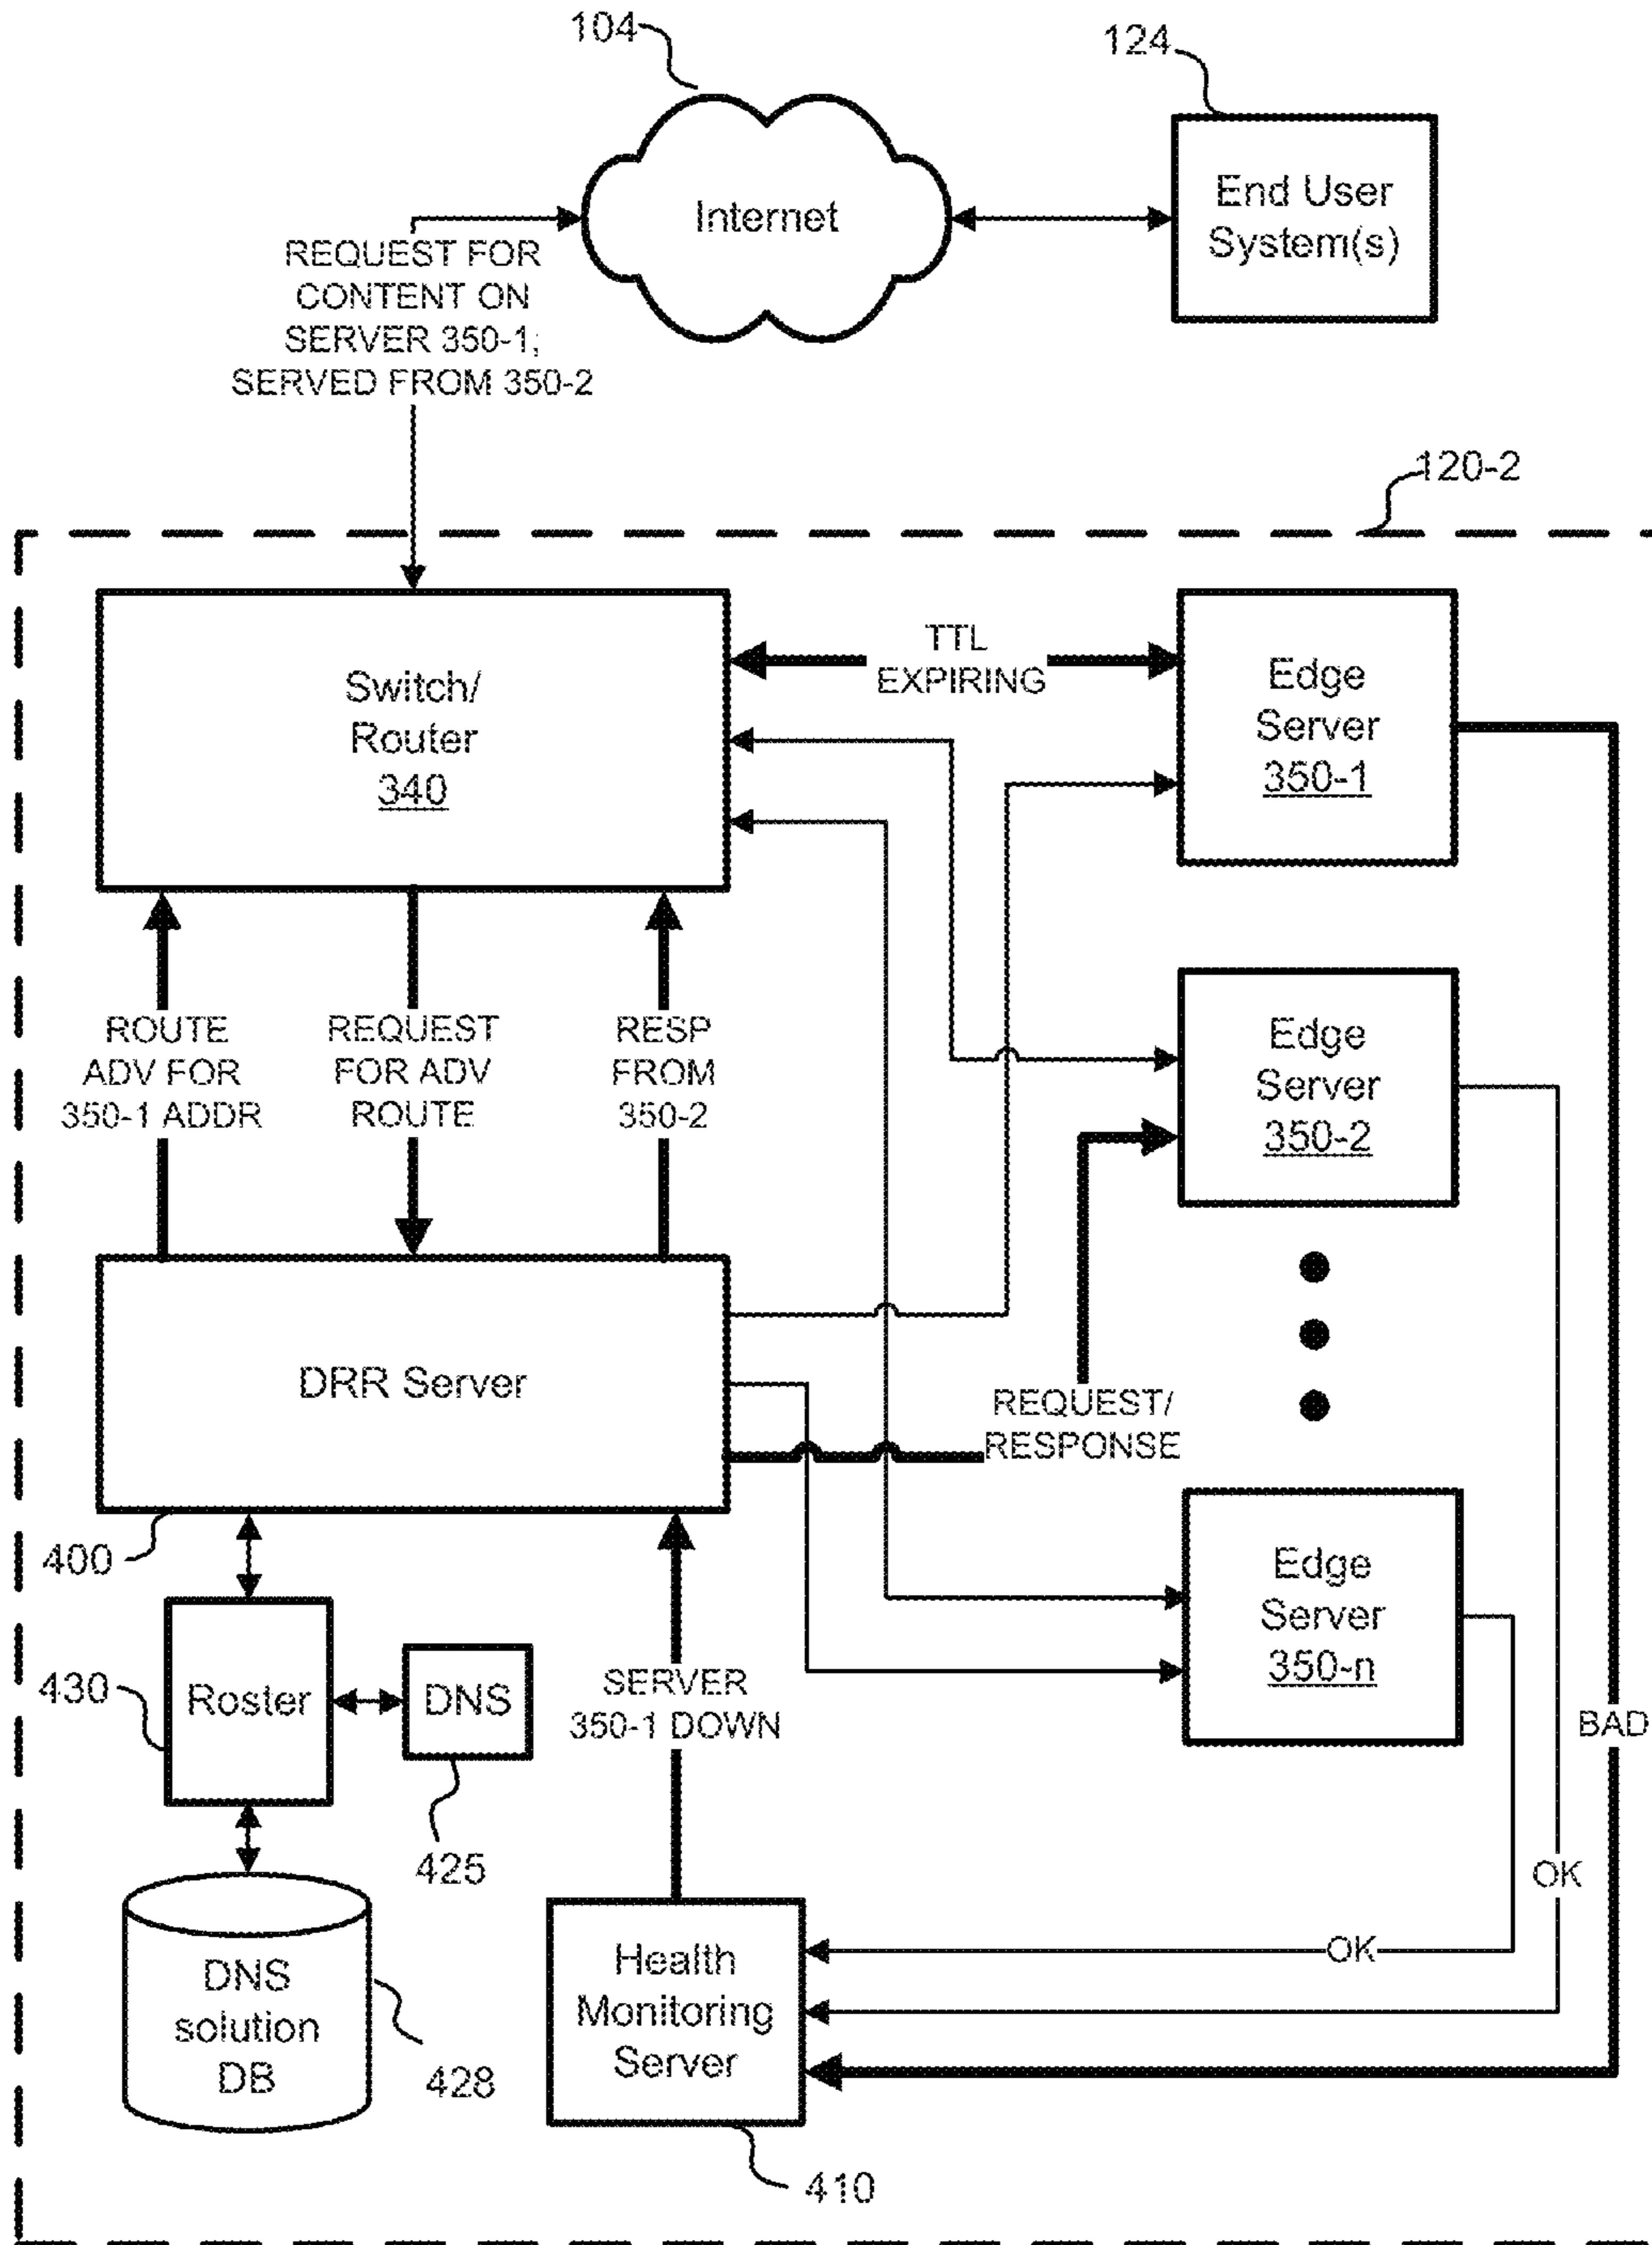 104
124
Internet
End User
System(s)
REQUEST FOR
CONTENT ON
SERVER 350-1;
SERVED FROM 350-2
120-2
Switch/
Router
340
TTL
EXPIRING
Edge
Server
350-1
ROUTE
ADV FOR
350-1 ADDR
REQUEST
FOR ADV
ROUTE
RESP
FROM
350-2
Edge
Server
350-2
DRR Server
REQUEST/
RESPONSE
400
Edge
Server
350-n
430
Roster
DNS
425
SERVER
350-1 DOWN
BAD
OK
OK
DNS
solution
DB
428
Health
Monitoring
Server
410